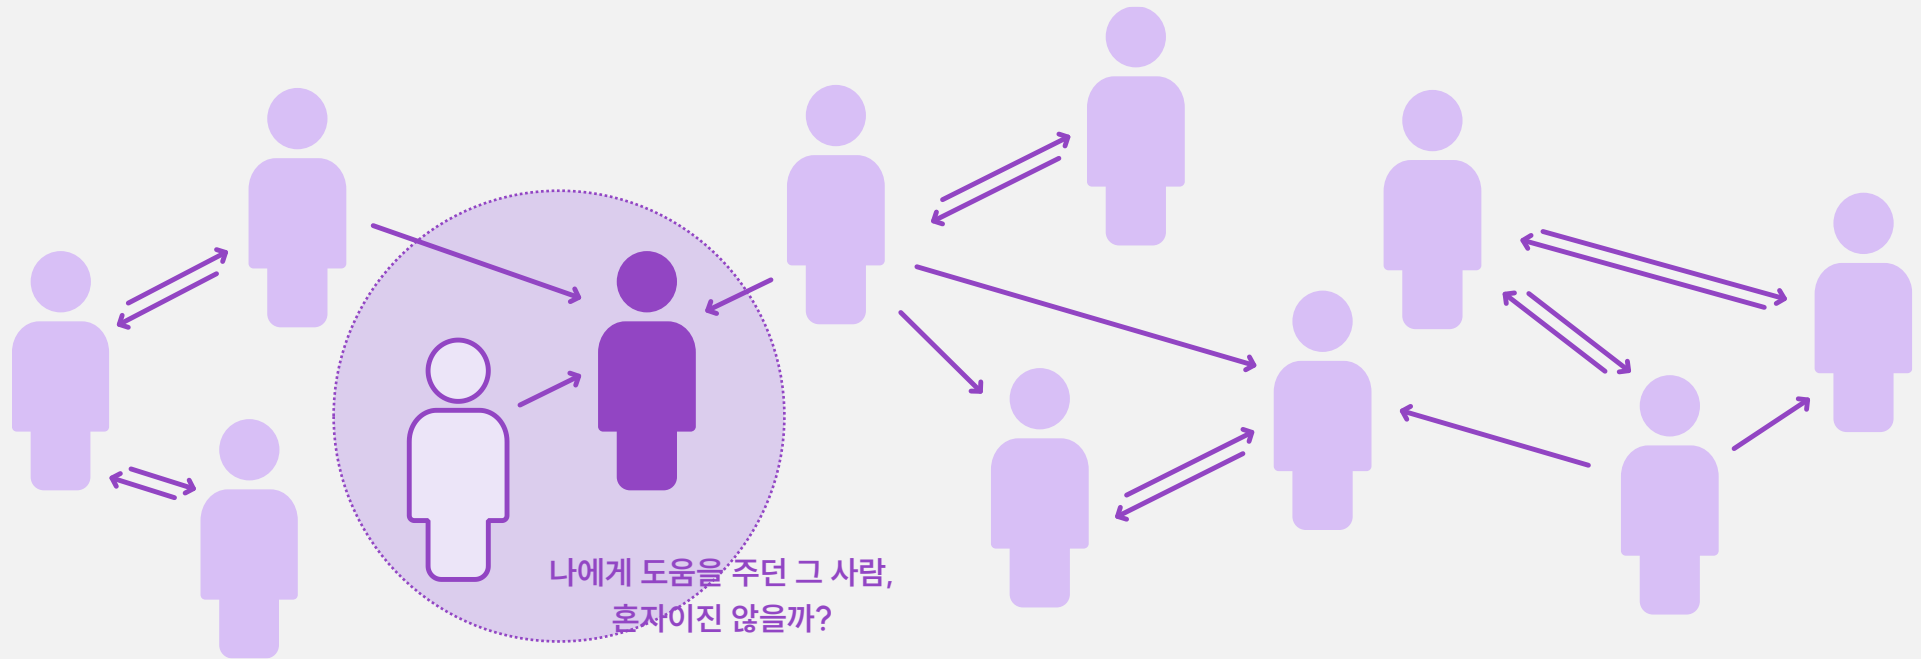 나에게 도움을 주던 그 사람,
혼자이진 않을까?